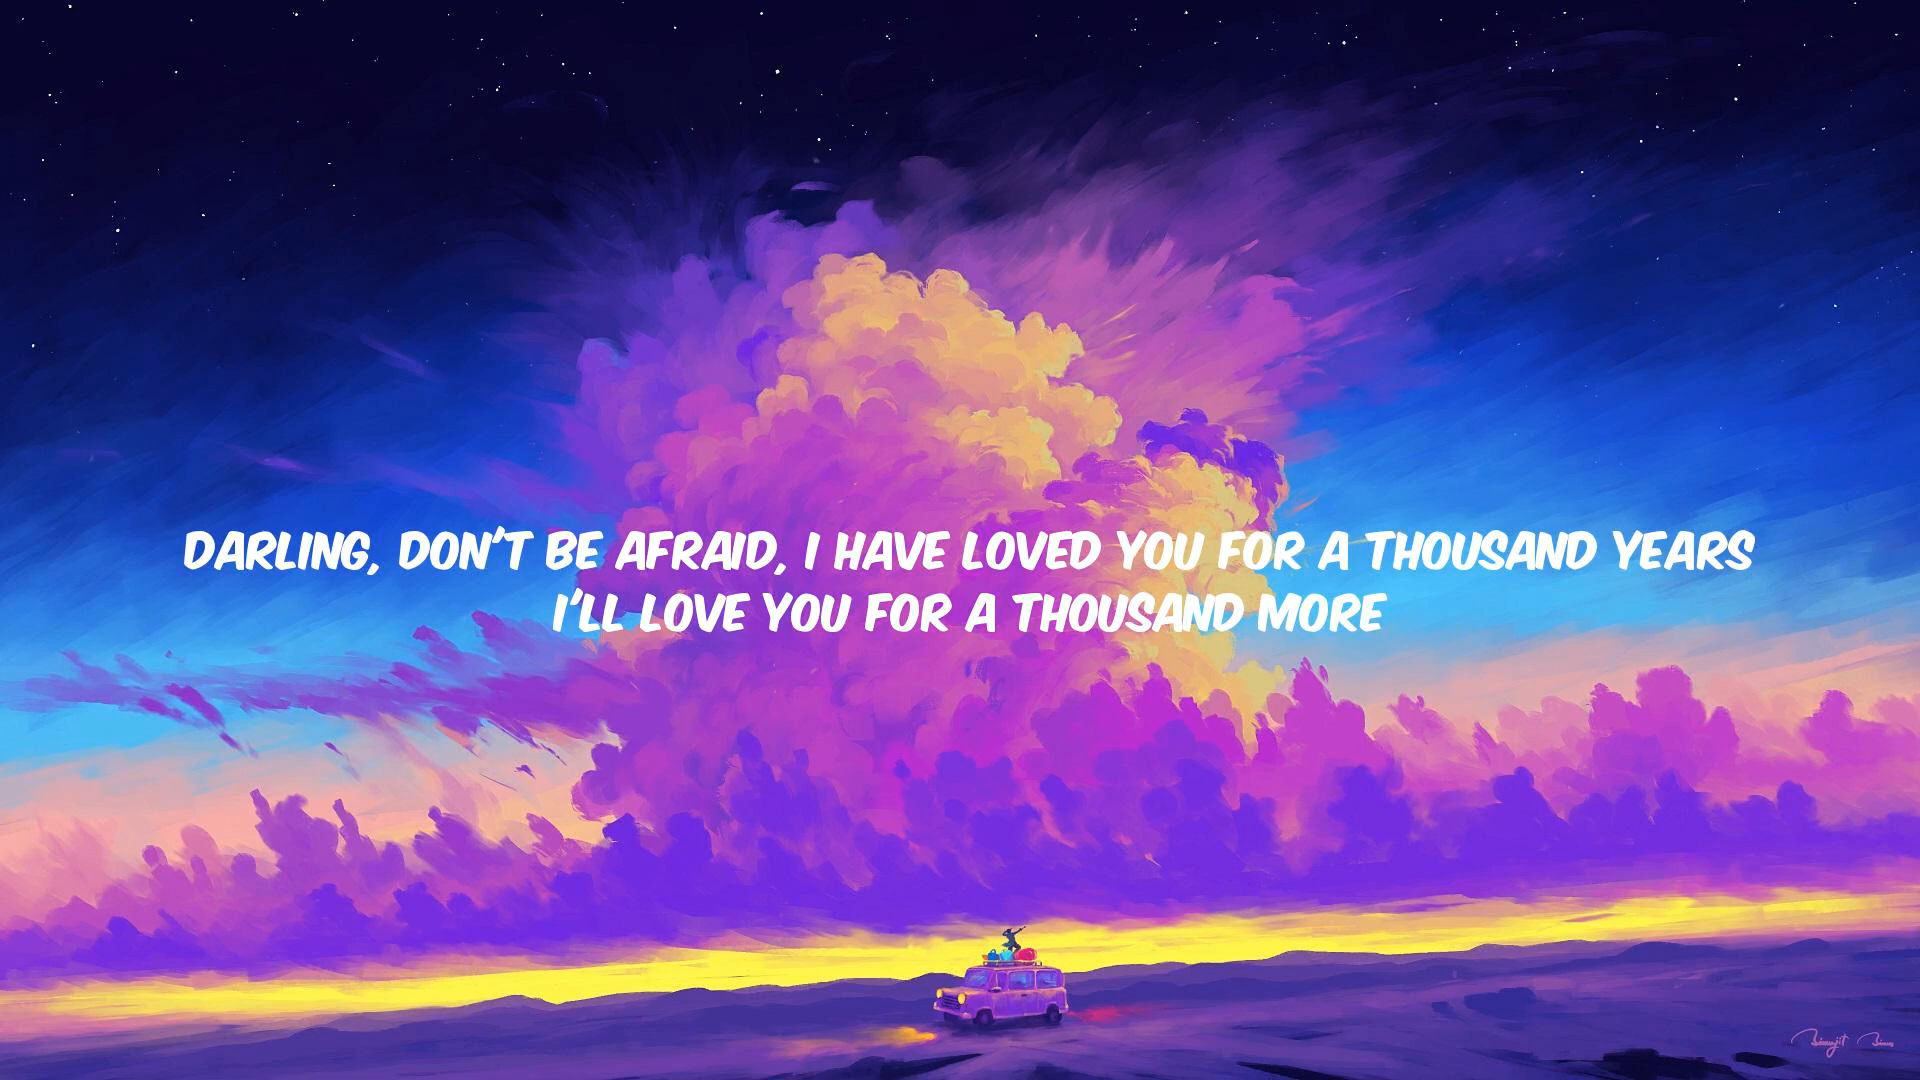 DARLING, DON'T BE AFRAID, I HAVE LOVED YOU FOR A THOUSAND YEARS
I'LL LOVE YOU FOR A THOUSAND MORE